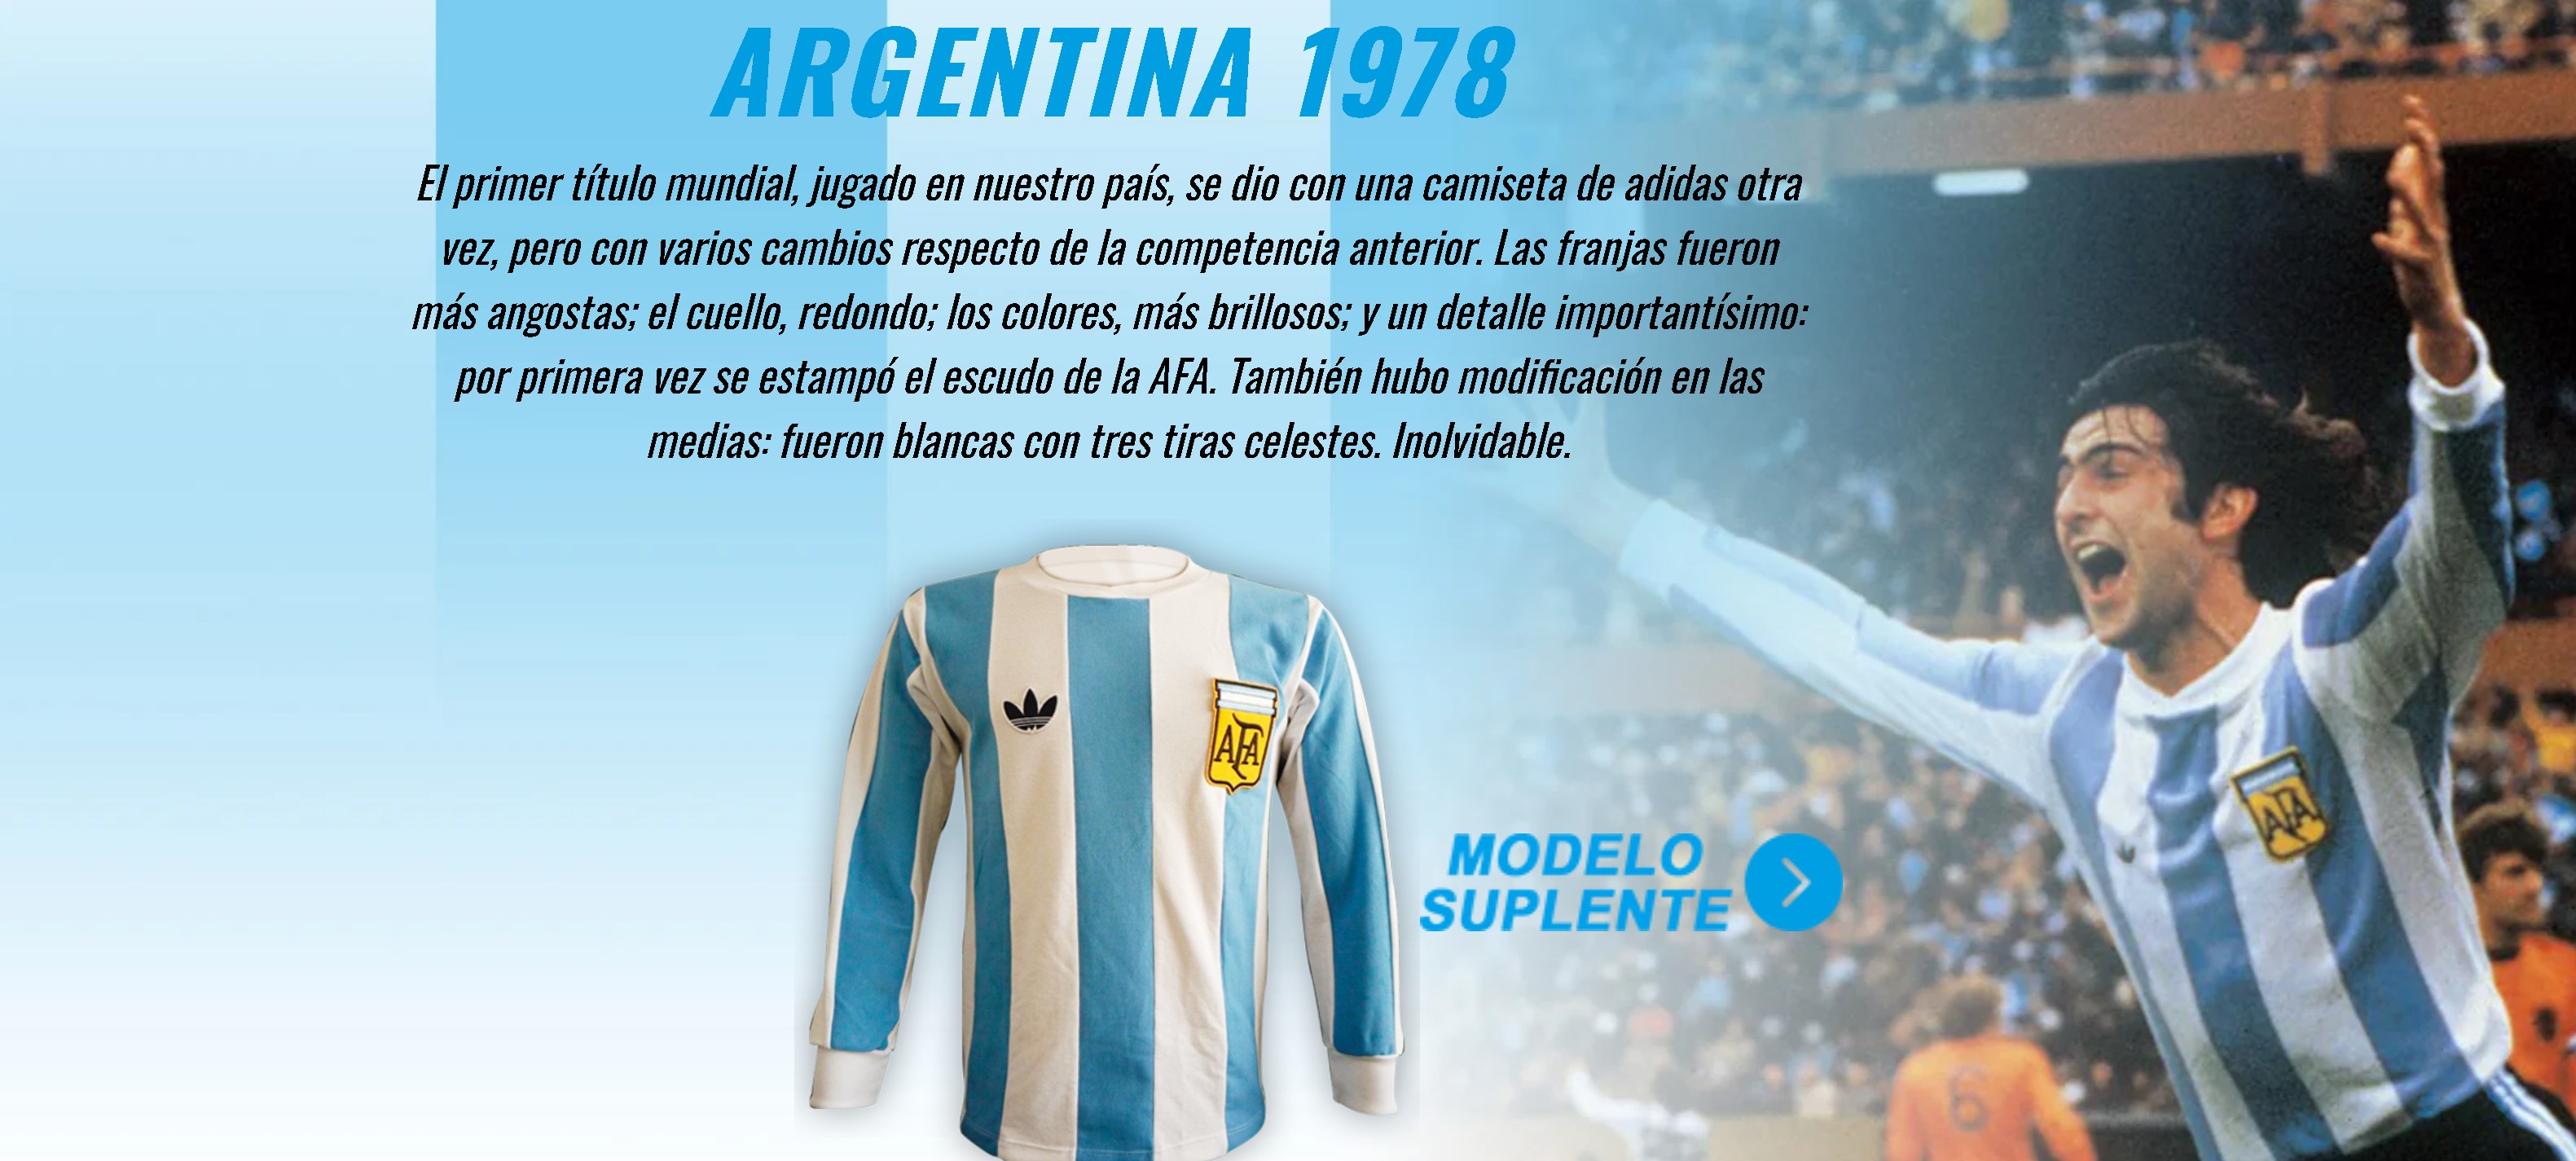 ARGENTINA 1978
El primer título mundial, jugado en nuestro país, se dio con una camiseta de adidas otra
vez, pero con varios cambios respecto de la competencia anterior. Las franjas fueron
más angostas; el cuello, redondo; los colores, más brillosos; y un detalle importantísimo:
por primera vez se estampó el escudo de la AFA. También hubo modificación en las
medias: fueron blancas con tres tiras celestes. Inolvidable.
AFA
AFA
MODELO
SUPLENTE
6